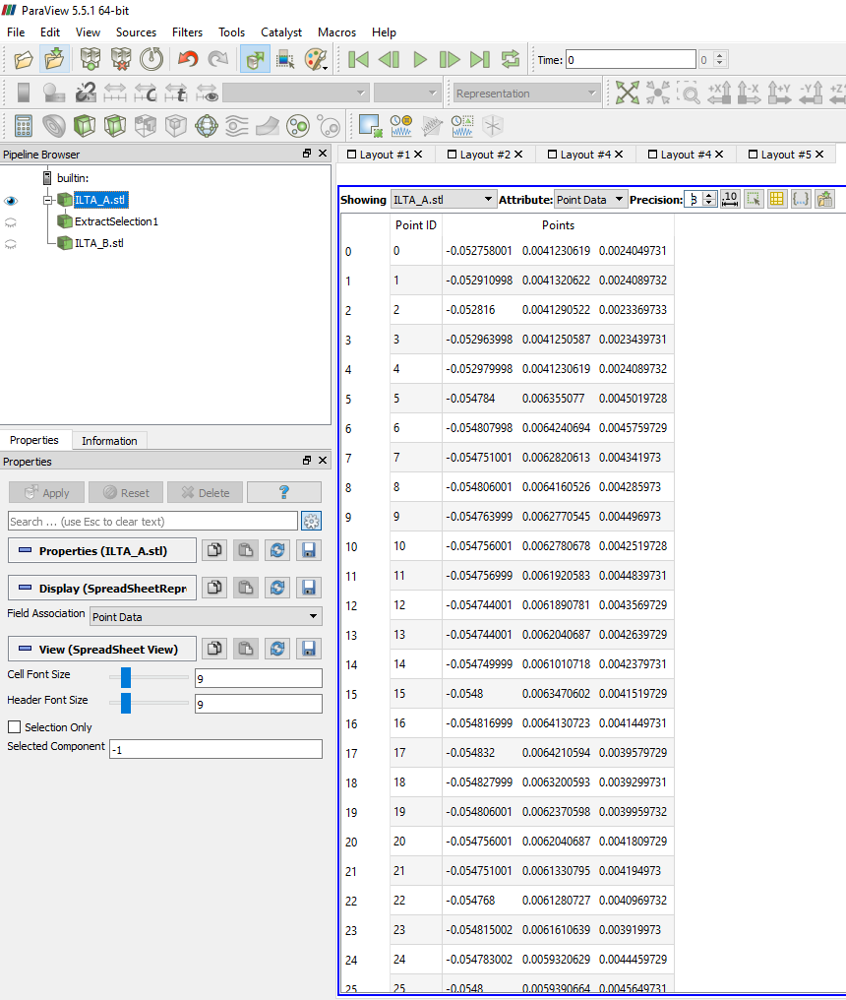 ParaView 5.5.1 64-bit
File Edit View Sources Filters Tools Catalyst Macros Help
Time: 0 0
Representation +X -X +Y -Y +Z
Pipeline Browser
Layout #1 Layout #2 Layout #4 Layout #4 Layout #5
builtin:
ILTA_A.stl
ExtractSelection1
ILTA_B.stl
Showing ILTA_A.stl Attribute: Point Data Precision: 3 .10
Point ID Points
0 0 -0.052758001 0.0041230619 0.0024049731
1 1 -0.052910998 0.0041320622 0.0024089732
2 2 -0.052816 0.0041290522 0.0023369733
3 3 -0.052963998 0.0041250587 0.0023439731
4 4 -0.052979998 0.0041230619 0.0024089732
5 5 -0.054784 0.006355077 0.0045019728
6 6 -0.054807998 0.0064240694 0.0045759729
7 7 -0.054751001 0.0062820613 0.004341973
8 8 -0.054806001 0.0064160526 0.004285973
9 9 -0.054763999 0.0062770545 0.004496973
10 10 -0.054756001 0.0062780678 0.0042519728
11 11 -0.054756999 0.0061920583 0.0044839731
12 12 -0.054744001 0.0061890781 0.0043569729
13 13 -0.054744001 0.0062040687 0.0042639729
14 14 -0.054749999 0.0061010718 0.0042379731
15 15 -0.0548 0.0063470602 0.0041519729
16 16 -0.054816999 0.0064130723 0.0041449731
17 17 -0.054832 0.0064210594 0.0039579729
18 18 -0.054827999 0.0063200593 0.0039299731
19 19 -0.054806001 0.0062370598 0.0039959732
20 20 -0.054756001 0.0062040687 0.0041809729
21 21 -0.054751001 0.0061330795 0.004194973
22 22 -0.054768 0.0061280727 0.0040969732
23 23 -0.054815002 0.0061610639 0.003919973
24 24 -0.054783002 0.0059320629 0.0044459729
25 25 -0.0548 0.0059390664 0.0045649731
Properties Information
Properties
Apply Reset Delete ?
Search ... (use Esc to clear text)
Properties (ILTA_A.stl)
Display (SpreadSheetRepr
Field Association Point Data
View (SpreadSheet View)
Cell Font Size 9
Header Font Size 9
Selection Only
Selected Component -1